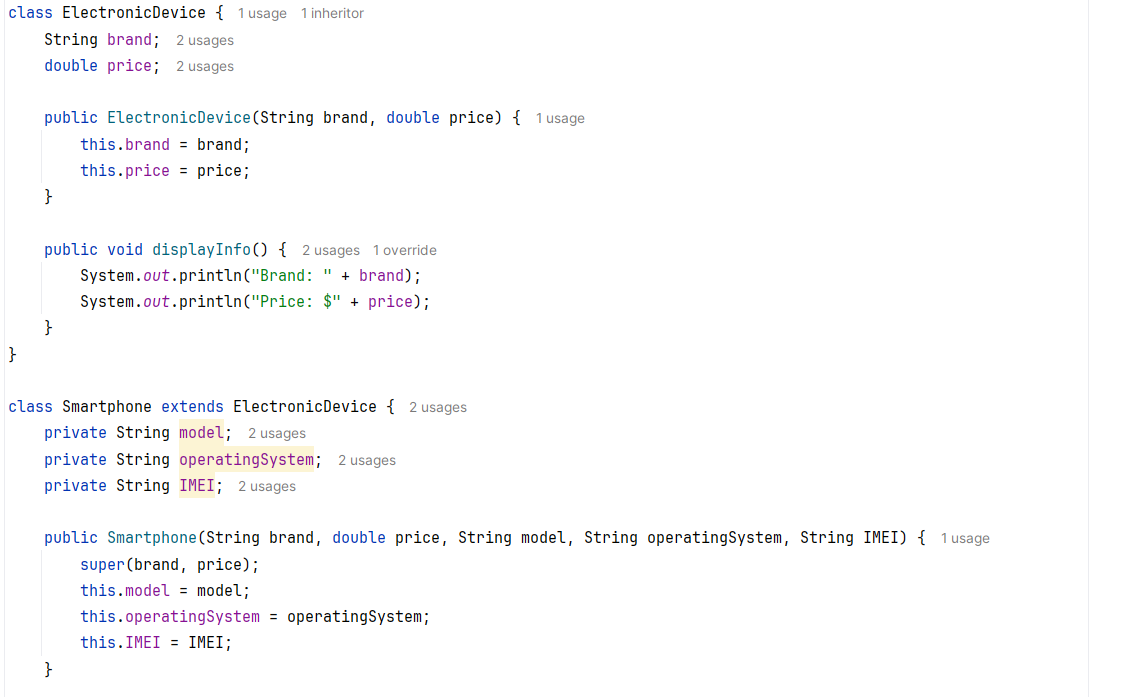 class ElectronicDevice {  1 usage  1 inheritor
    String brand;  2 usages
    double price;  2 usages

    public ElectronicDevice(String brand, double price) {  1 usage
        this.brand = brand;
        this.price = price;
    }

    public void displayInfo() {  2 usages  1 override
        System.out.println("Brand: " + brand);
        System.out.println("Price: $" + price);
    }
}

class Smartphone extends ElectronicDevice {  2 usages
    private String model;  2 usages
    private String operatingSystem;  2 usages
    private String IMEI;  2 usages

    public Smartphone(String brand, double price, String model, String operatingSystem, String IMEI) {  1 usage
        super(brand, price);
        this.model = model;
        this.operatingSystem = operatingSystem;
        this.IMEI = IMEI;
    }